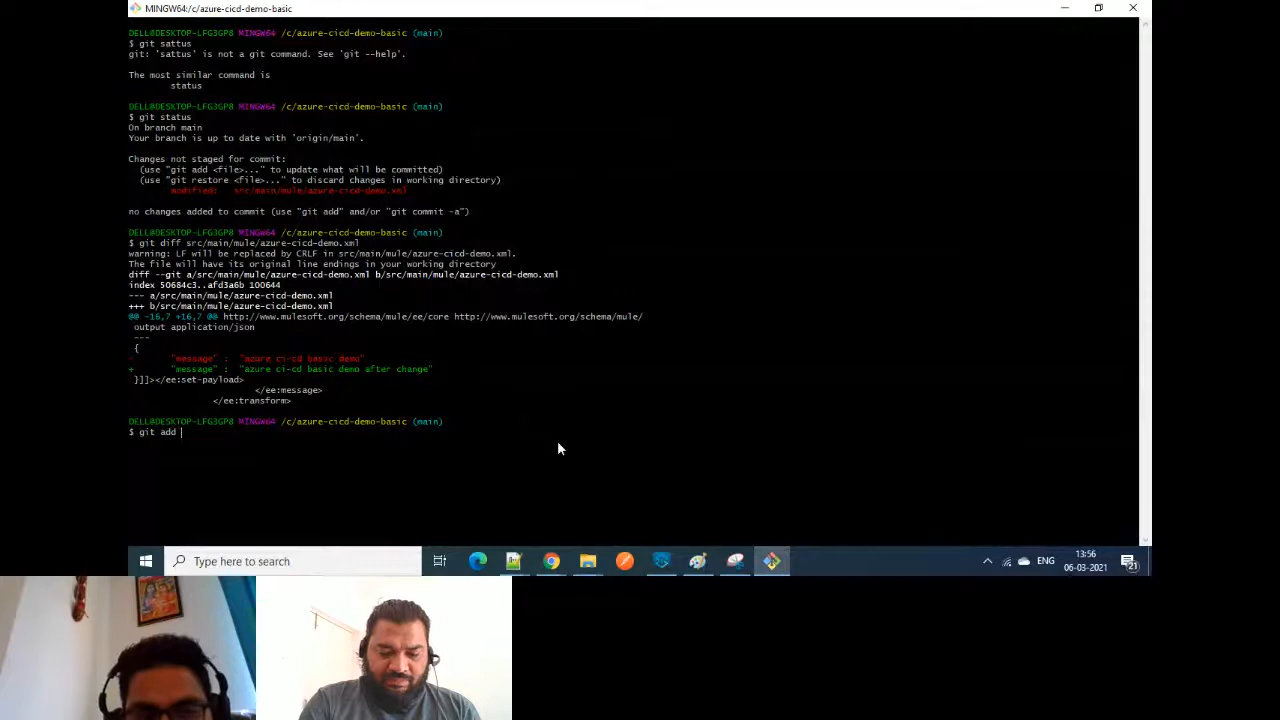 MINGW64:/c/azure-cicd-demo-basic
DELL@DESKTOP-LFG3GP8 MINGW64 /c/azure-cicd-demo-basic (main)
$ git sattus
git: 'sattus' is not a git command. See 'git --help'.
The most similar command is
status
DELL@DESKTOP-LFG3GP8 MINGW64 /c/azure-cicd-demo-basic (main)
$ git status
On branch main
Your branch is up to date with 'origin/main'.
Changes not staged for commit:
(use "git add <file>..." to update what will be committed)
(use "git restore <file>..." to discard changes in working directory)
modified: src/main/mule/azure-cicd-demo.xml
no changes added to commit (use "git add" and/or "git commit -a")
DELL@DESKTOP-LFG3GP8 MINGW64 /c/azure-cicd-demo-basic (main)
$ git diff src/main/mule/azure-cicd-demo.xml
warning: LF will be replaced by CRLF in src/main/mule/azure-cicd-demo.xml.
The file will have its original line endings in your working directory
diff --git a/src/main/mule/azure-cicd-demo.xml b/src/main/mule/azure-cicd-demo.xml
index 50684c3..afd3a6b 100644
--- a/src/main/mule/azure-cicd-demo.xml
+++ b/src/main/mule/azure-cicd-demo.xml
@@ -16,7 +16,7 @@ http://www.mulesoft.org/schema/mule/ee/core http://www.mulesoft.org/schema/mule/
output application/json
---
{
- "message" : "azure ci-cd basic demo"
+ "message" : "azure ci-cd basic demo after change"
}]]></ee:set-payload>
</ee:message>
</ee:transform>
DELL@DESKTOP-LFG3GP8 MINGW64 /c/azure-cicd-demo-basic (main)
$ git add
Type here to search
ENG
13:56
06-03-2021
21